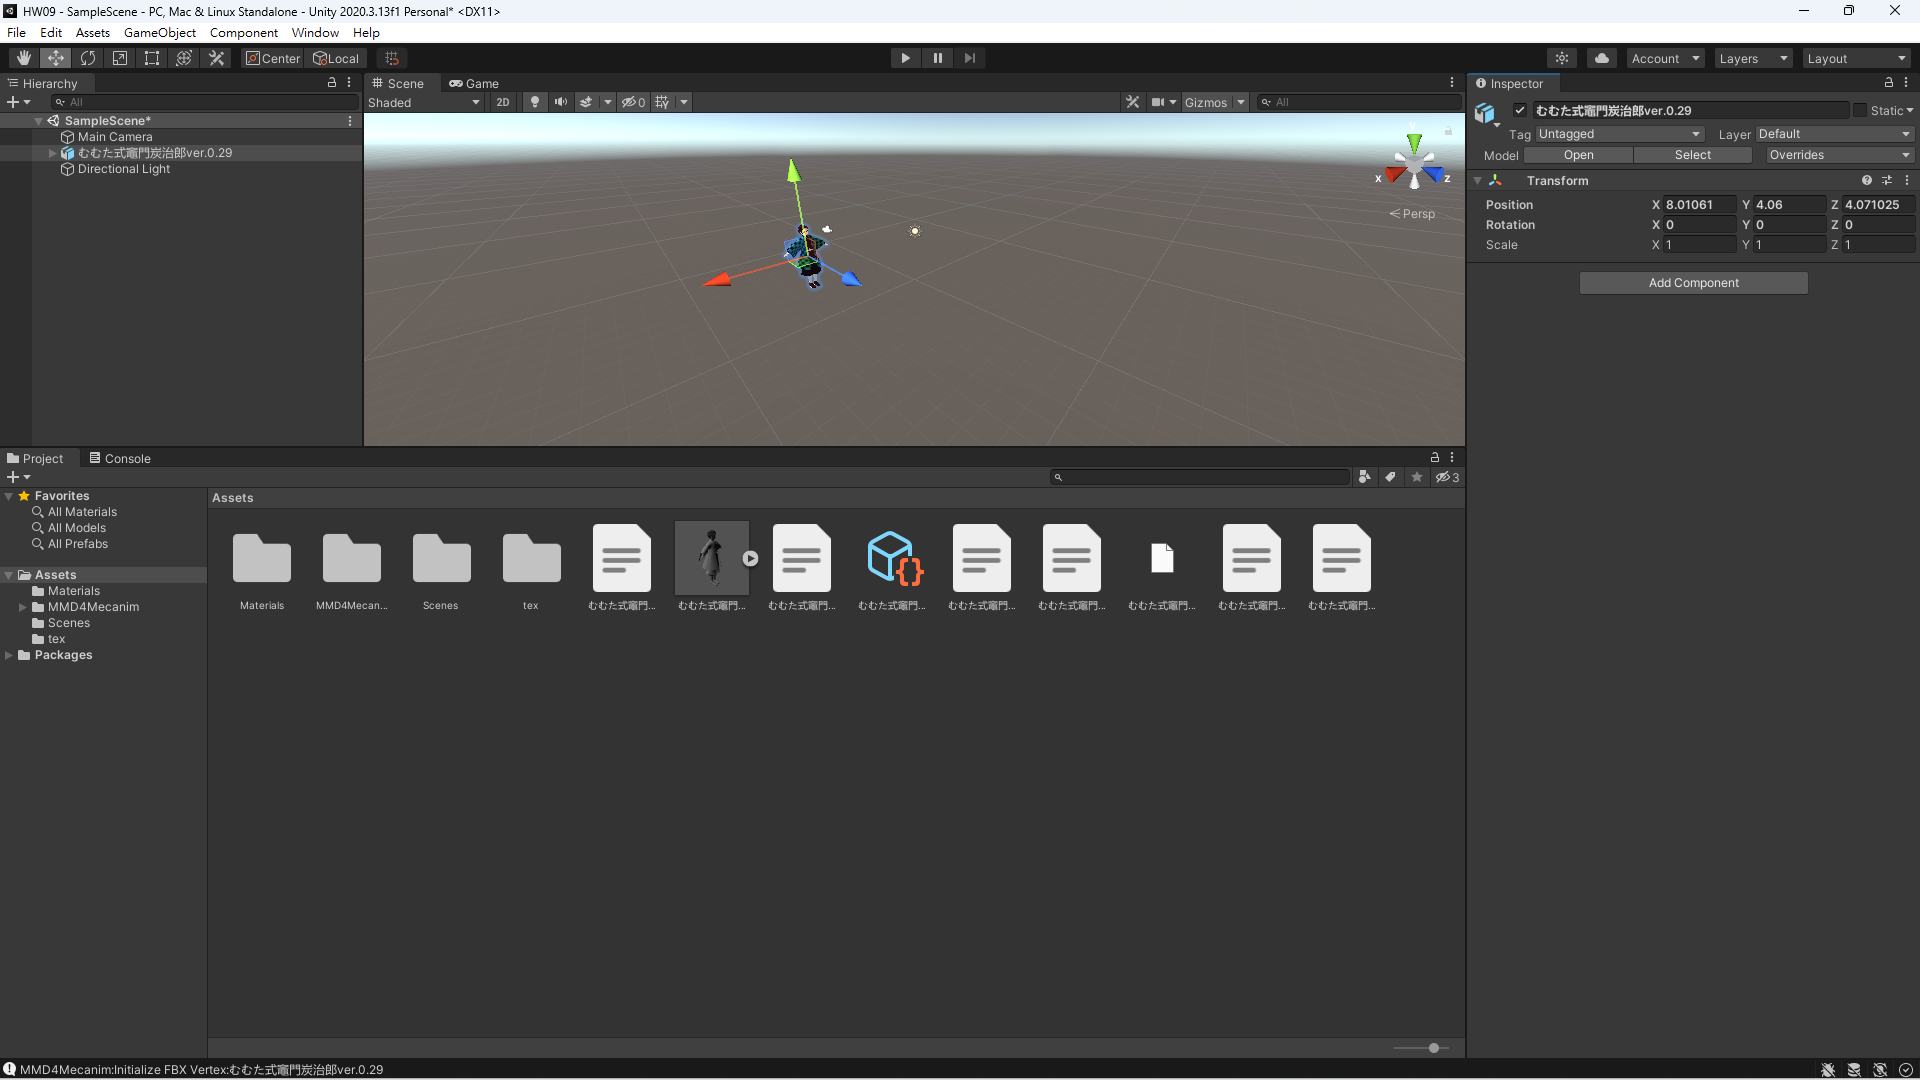 HW09 - SampleScene - PC, Mac & Linux Standalone - Unity 2020.3.13f1 Personal* <DX11>
File Edit Assets GameObject Component Window Help
Center Local Account Layers Layout
Hierarchy
All
SampleScene*
Main Camera
むむた式竈門炭治郎ver.0.29
Directional Light
Scene Game
Shaded 2D 0 Gizmos All
Y
X Z
Persp
Inspector
むむた式竈門炭治郎ver.0.29 Static
Tag Untagged Layer Default
Model Open Select Overrides
Transform
Position X 8.01061 Y 4.06 Z 4.071025
Rotation X 0 Y 0 Z 0
Scale X 1 Y 1 Z 1
Add Component
Project Console
3
Favorites
All Materials
All Models
All Prefabs
Assets
Materials
MMD4Mecanim
Scenes
tex
Packages
Assets
Materials MMD4Mecan... Scenes tex むむた式竈門... むむた式竈門... むむた式竈門... むむた式竈門... むむた式竈門... むむた式竈門... むむた式竈門... むむた式竈門... むむた式竈門...
MMD4Mecanim:Initialize FBX Vertex:むむた式竈門炭治郎ver.0.29